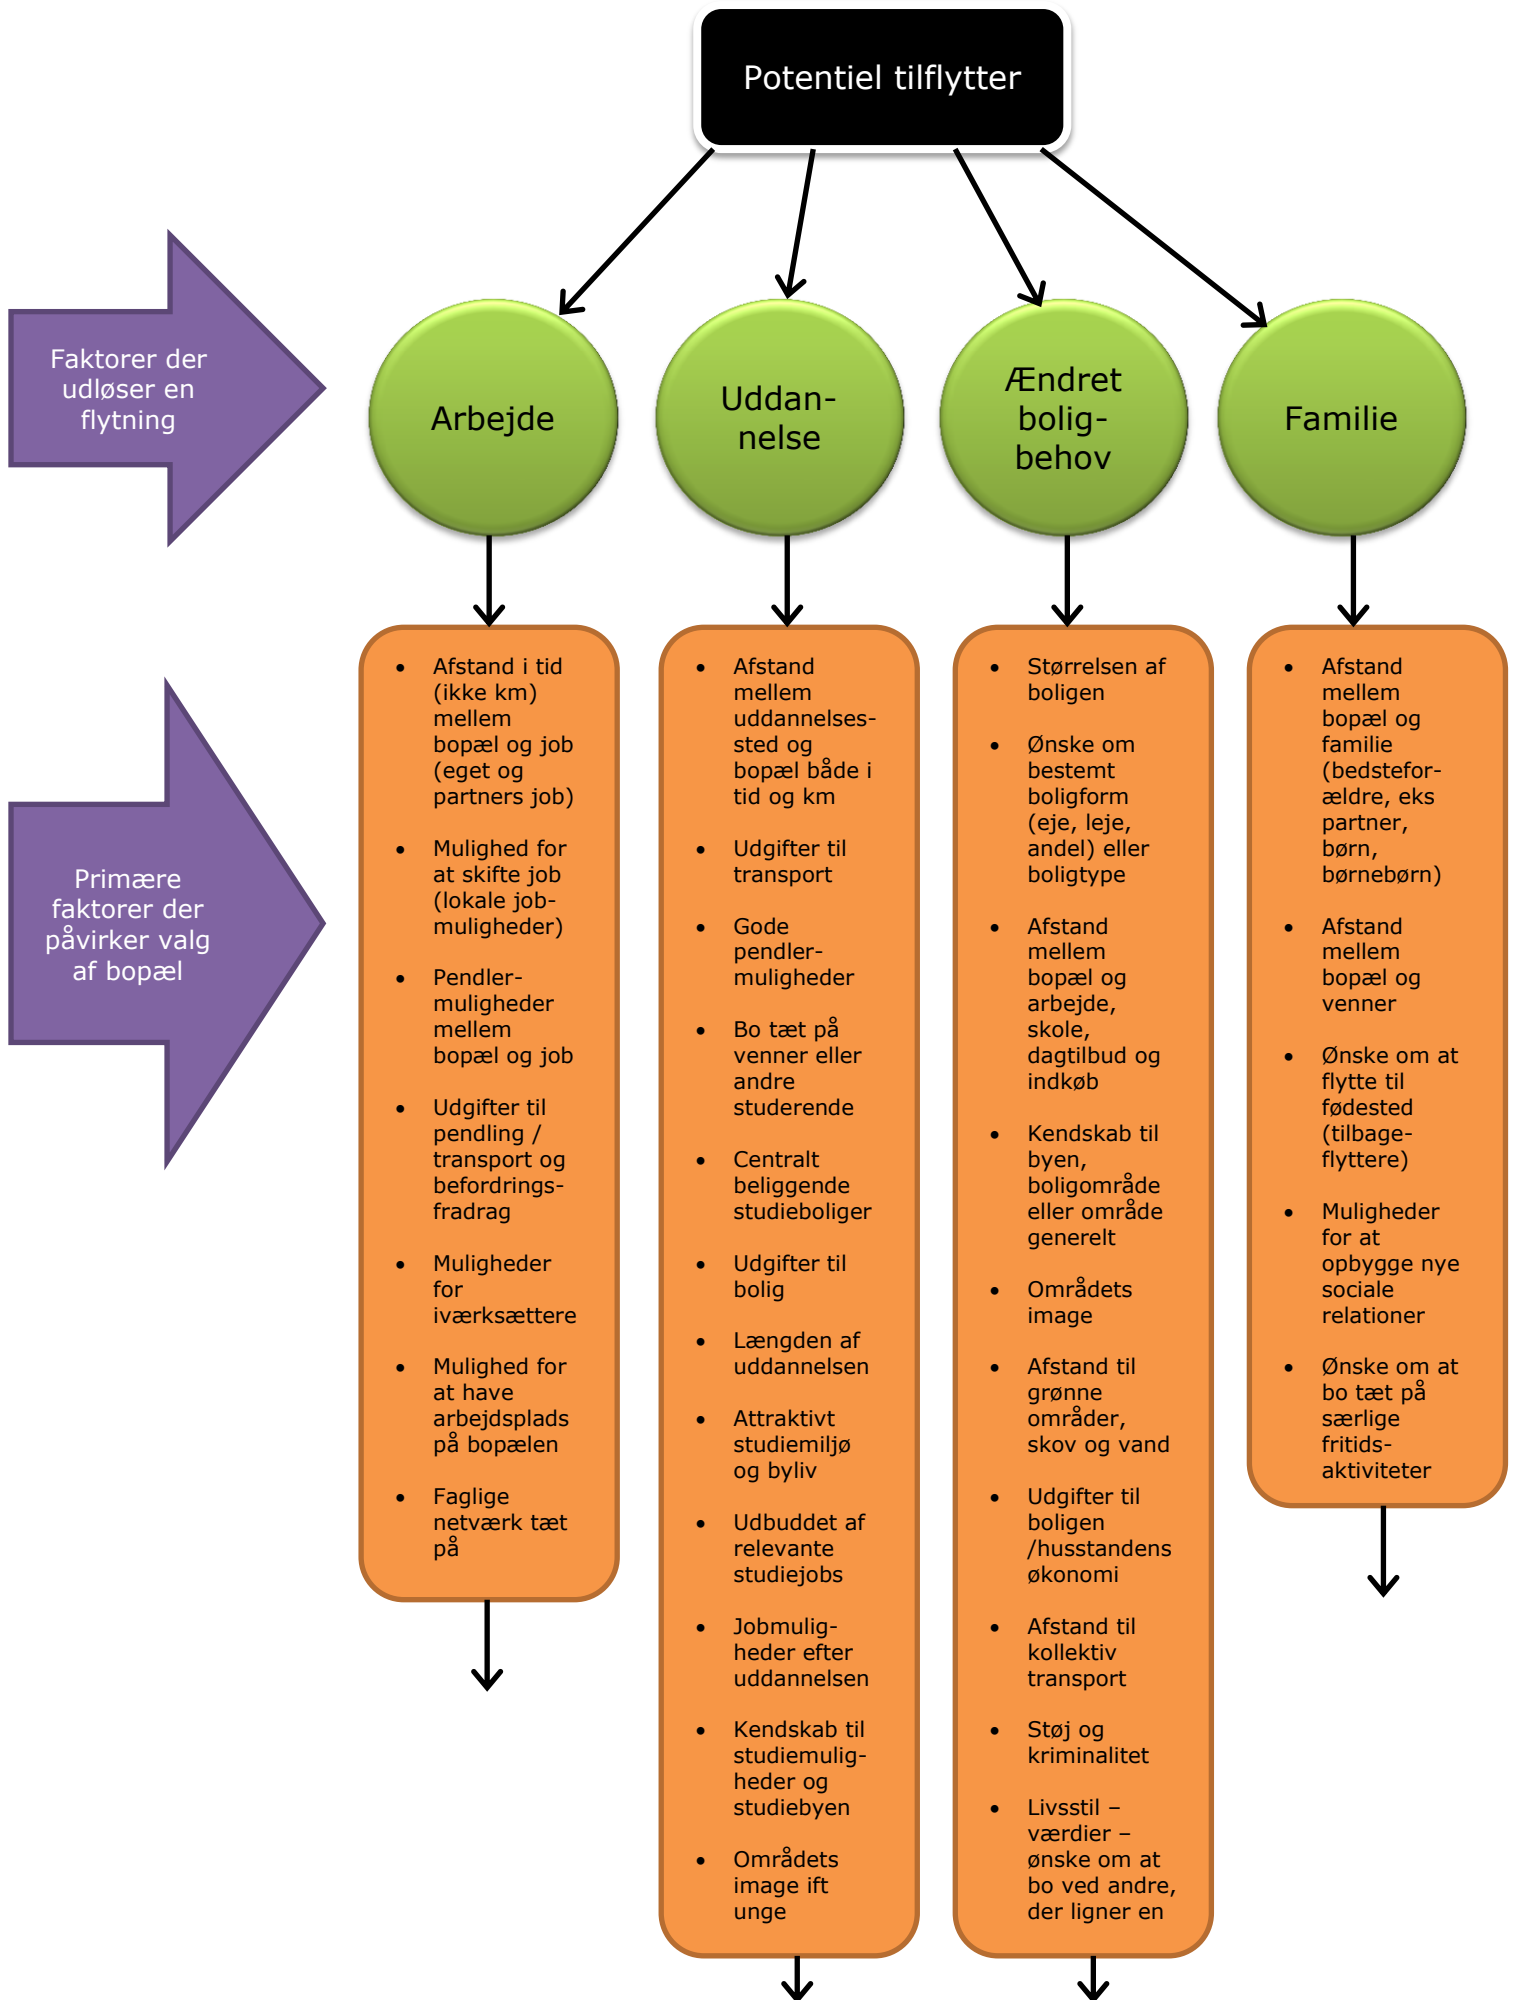 Potentiel tilflytter
Faktorer der
udløser en
flytning
Arbejde
Uddan-
nelse
Ændret
bolig-
behov
Familie
Primære
faktorer der
påvirker valg
af bopæl
• Afstand i tid
(ikke km)
mellem
bopæl og job
(eget og
partners job)
• Mulighed for
at skifte job
(lokale job-
muligheder)
• Pendler-
muligheder
mellem
bopæl og job
• Udgifter til
pendling /
transport og
befordrings-
fradrag
• Muligheder
for
iværksættere
• Mulighed for
at have
arbejdsplads
på bopælen
• Faglige
netværk tæt
på
• Afstand
mellem
uddannelses-
sted og
bopæl både i
tid og km
• Udgifter til
transport
• Gode
pendler-
muligheder
• Bo tæt på
venner eller
andre
studerende
• Centralt
beliggende
studieboliger
• Udgifter til
bolig
• Længden af
uddannelsen
• Attraktivt
studiemiljø
og byliv
• Udbuddet af
relevante
studiejobs
• Jobmulig-
heder efter
uddannelsen
• Kendskab til
studiemulig-
heder og
studiebyen
• Områdets
image ift
unge
• Størrelsen af
boligen
• Ønske om
bestemt
boligform
(eje, leje,
andel) eller
boligtype
• Afstand
mellem
bopæl og
arbejde,
skole,
dagtilbud og
indkøb
• Kendskab til
byen,
boligområde
eller område
generelt
• Områdets
image
• Afstand til
grønne
områder,
skov og vand
• Udgifter til
boligen
/husstandens
økonomi
• Afstand til
kollektiv
transport
• Støj og
kriminalitet
• Livsstil –
værdier –
ønske om at
bo ved andre,
der ligner en
• Afstand
mellem
bopæl og
familie
(bedstefor-
ældre, eks
partner,
børn,
børnebørn)
• Afstand
mellem
bopæl og
venner
• Ønske om at
flytte til
fødested
(tilbage-
flyttere)
• Muligheder
for at
opbygge nye
sociale
relationer
• Ønske om at
bo tæt på
særlige
fritids-
aktiviteter